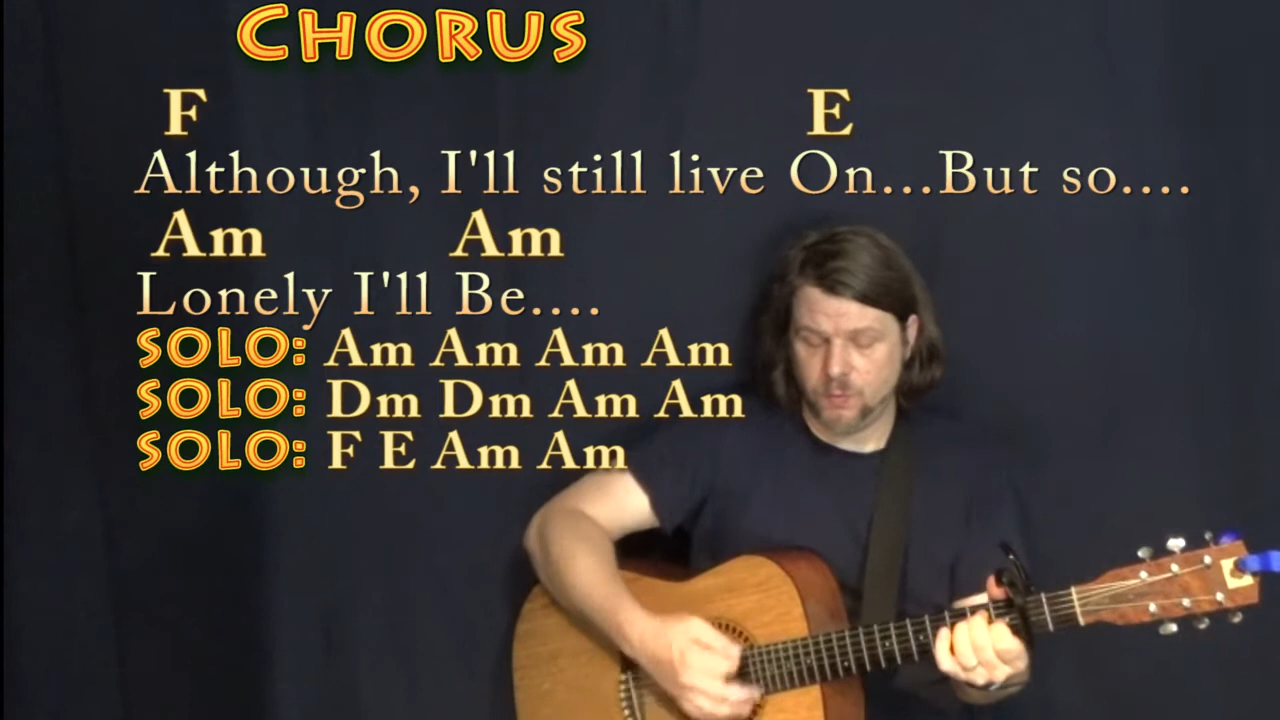 CHORUS
F E
Although, I'll still live On...But so....
Am Am
Lonely I'll Be....
SOLO: Am Am Am Am
SOLO: Dm Dm Am Am
SOLO: F E Am Am